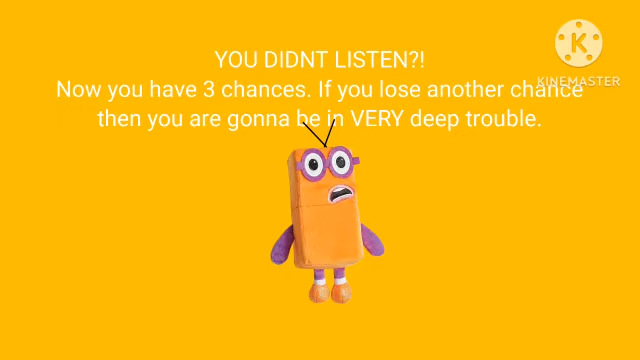 YOU DIDNT LISTEN?!
Now you have 3 chances. If you lose another chance
then you are gonna be in VERY deep trouble.
K
KINEMASTER